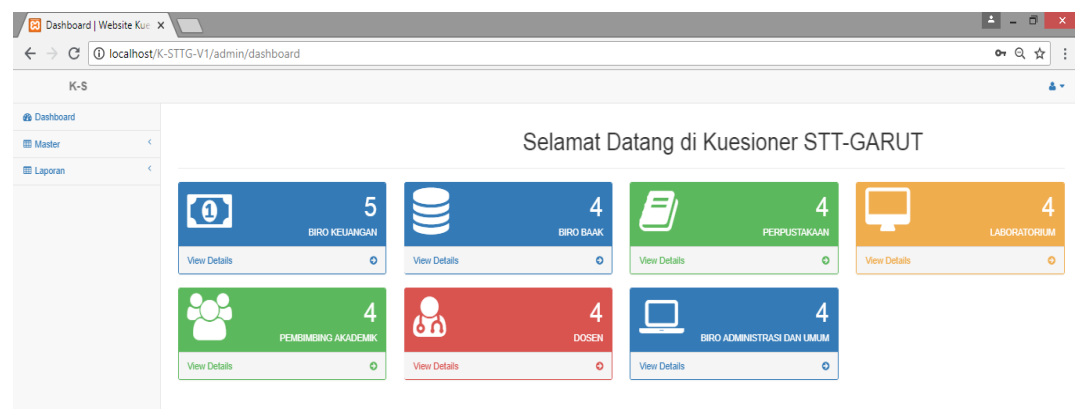 Dashboard | Website Kue
localhost/K-STTG-V1/admin/dashboard
K-S
Dashboard
Master
Laporan
Selamat Datang di Kuesioner STT-GARUT
5
BIRO KEUANGAN
View Details
4
BIRO BAAK
View Details
4
PERPUSTAKAAN
View Details
4
LABORATORIUM
View Details
4
PEMBIMBING AKADEMIK
View Details
4
DOSEN
View Details
4
BIRO ADMINISTRASI DAN UMUM
View Details